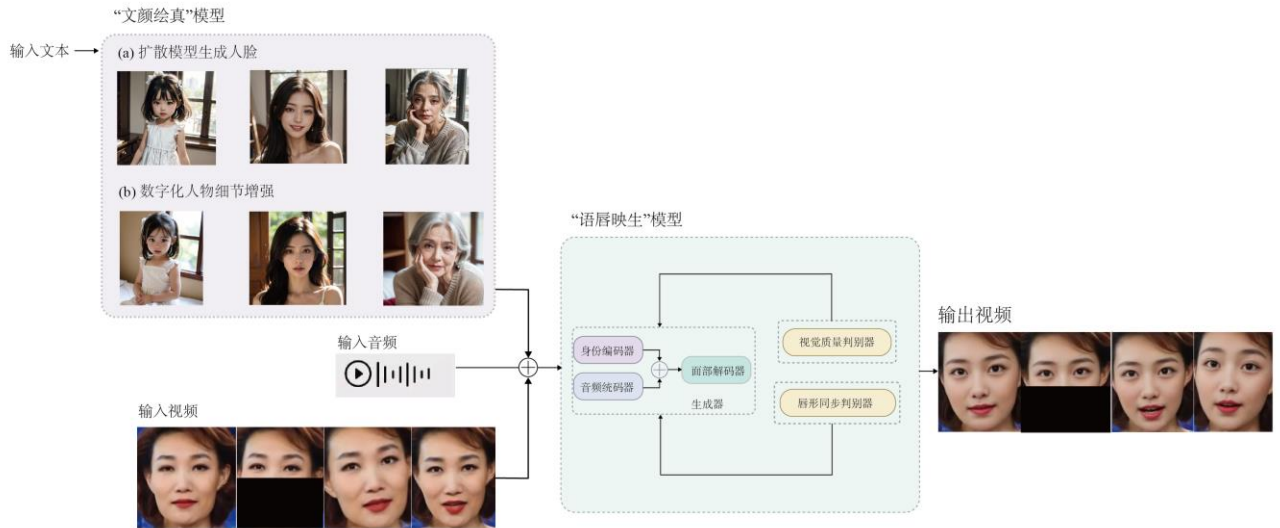 “文颜绘真”模型
输入文本
(a) 扩散模型生成人脸
(b) 数字化人物细节增强
“语唇映生”模型
输入音频
输入视频
身份编码器
音频统码器
面部解码器
生成器
视觉质量判别器
唇形同步判别器
输出视频